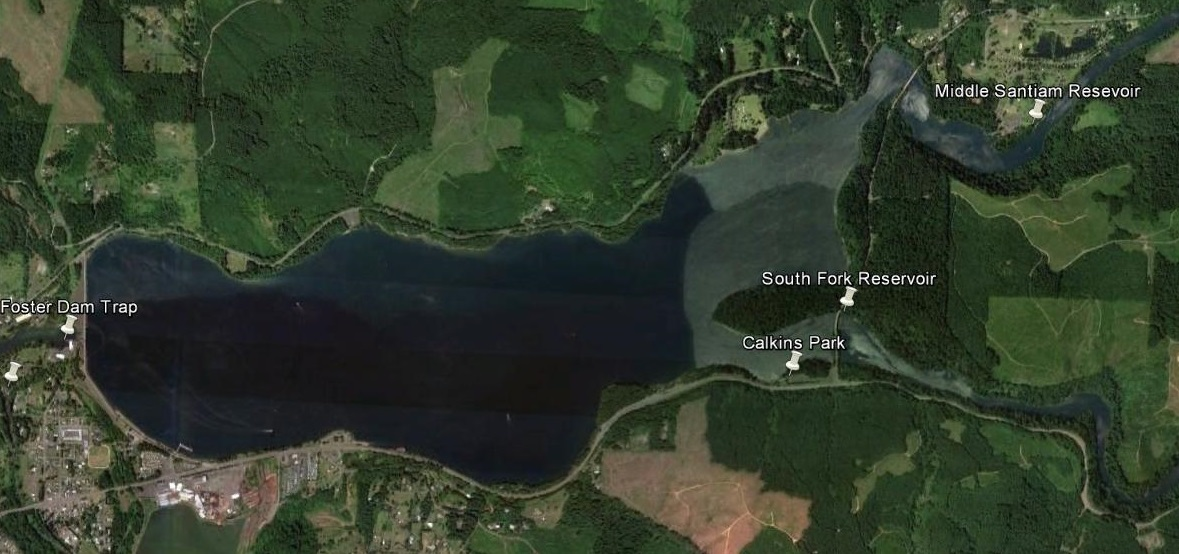 Middle Santiam Resevoir
South Fork Reservoir
Foster Dam Trap
Calkins Park